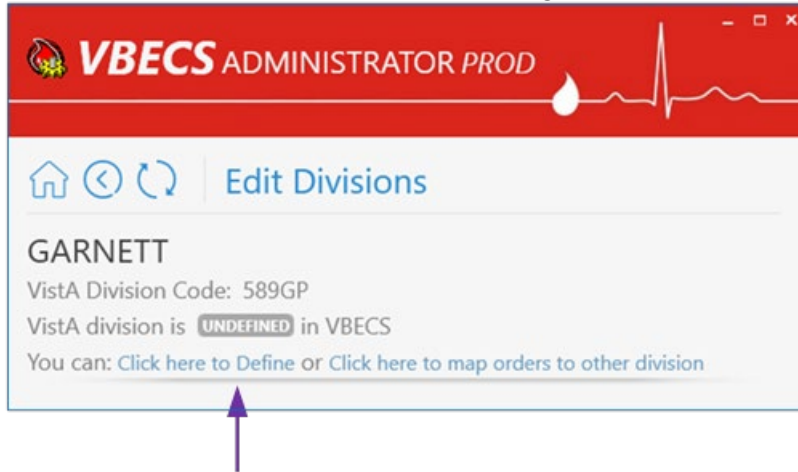 VBECS ADMINISTRATOR PROD
Edit Divisions
GARNETT
VistA Division Code: 589GP
VistA division is UNDEFINED in VBECS
You can: Click here to Define or Click here to map orders to other division